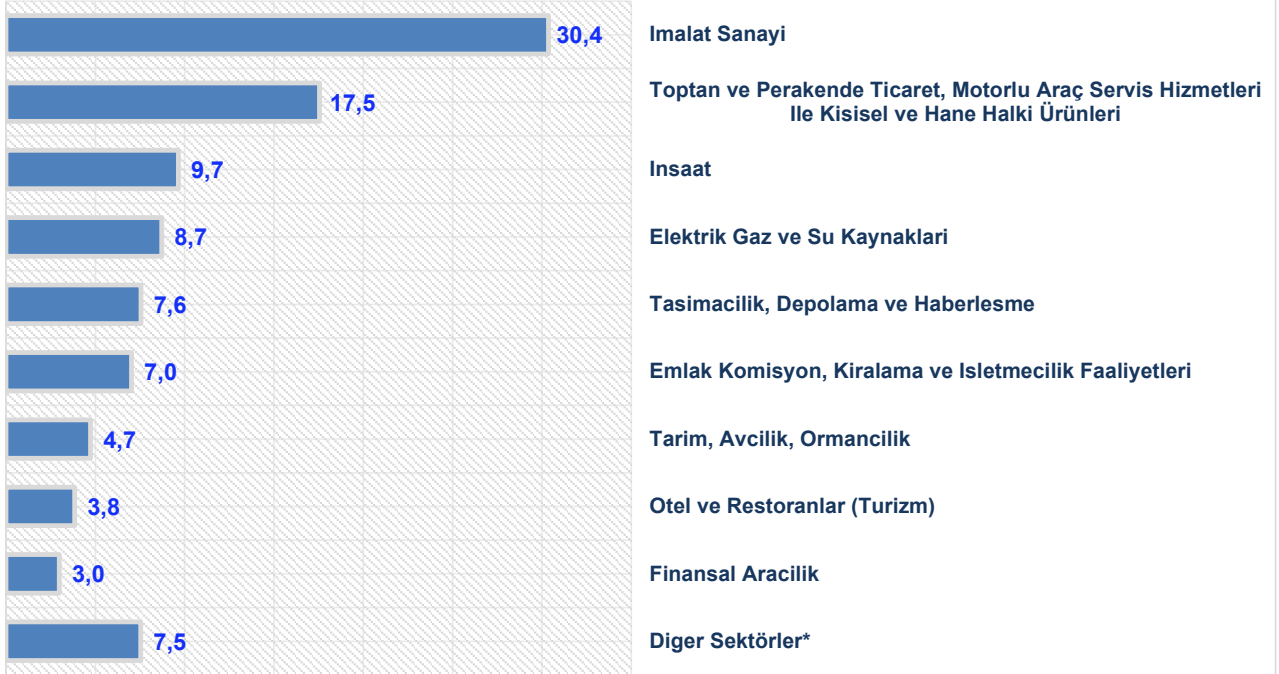 30,4 Imalat Sanayi
17,5 Toptan ve Perakende Ticaret, Motorlu Araç Servis Hizmetleri
Ile Kisisel ve Hane Halki Ürünleri
9,7 Insaat
8,7 Elektrik Gaz ve Su Kaynaklari
7,6 Tasimacilik, Depolama ve Haberlesme
7,0 Emlak Komisyon, Kiralama ve Isletmecilik Faaliyetleri
4,7 Tarim, Avcilik, Ormancilik
3,8 Otel ve Restoranlar (Turizm)
3,0 Finansal Aracilik
7,5 Diger Sektörler*